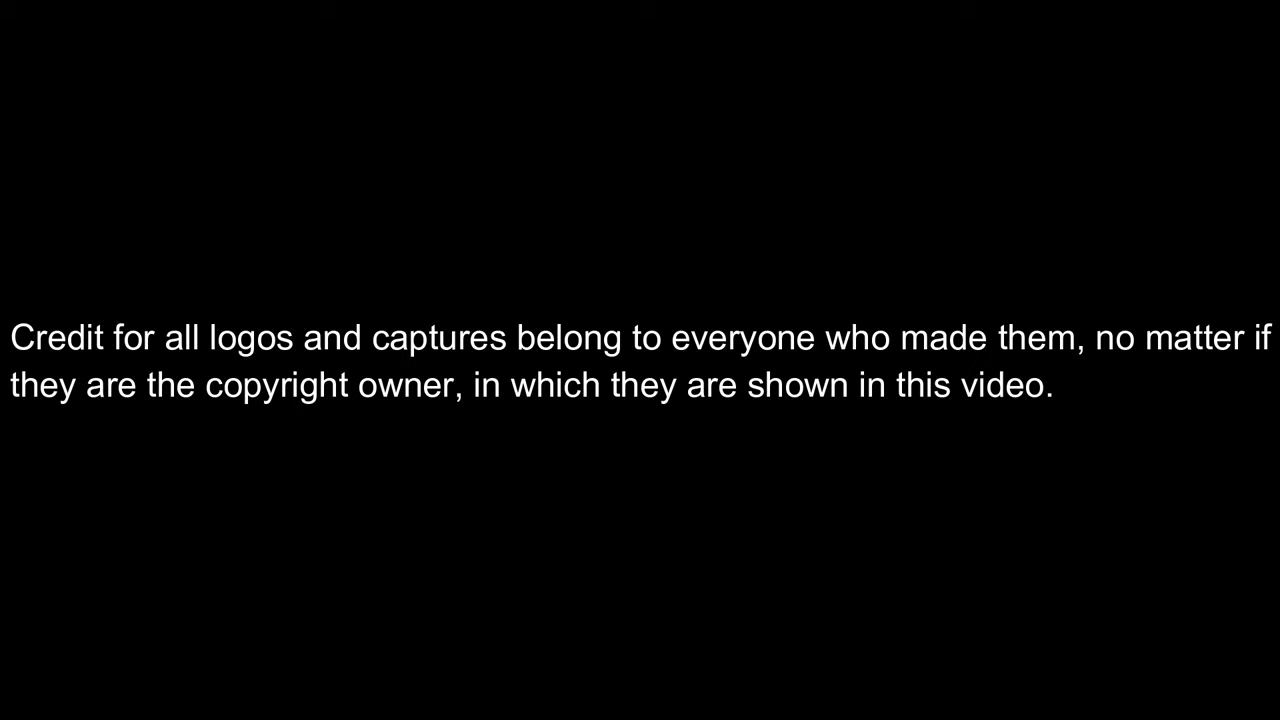 Credit for all logos and captures belong to everyone who made them, no matter if
they are the copyright owner, in which they are shown in this video.